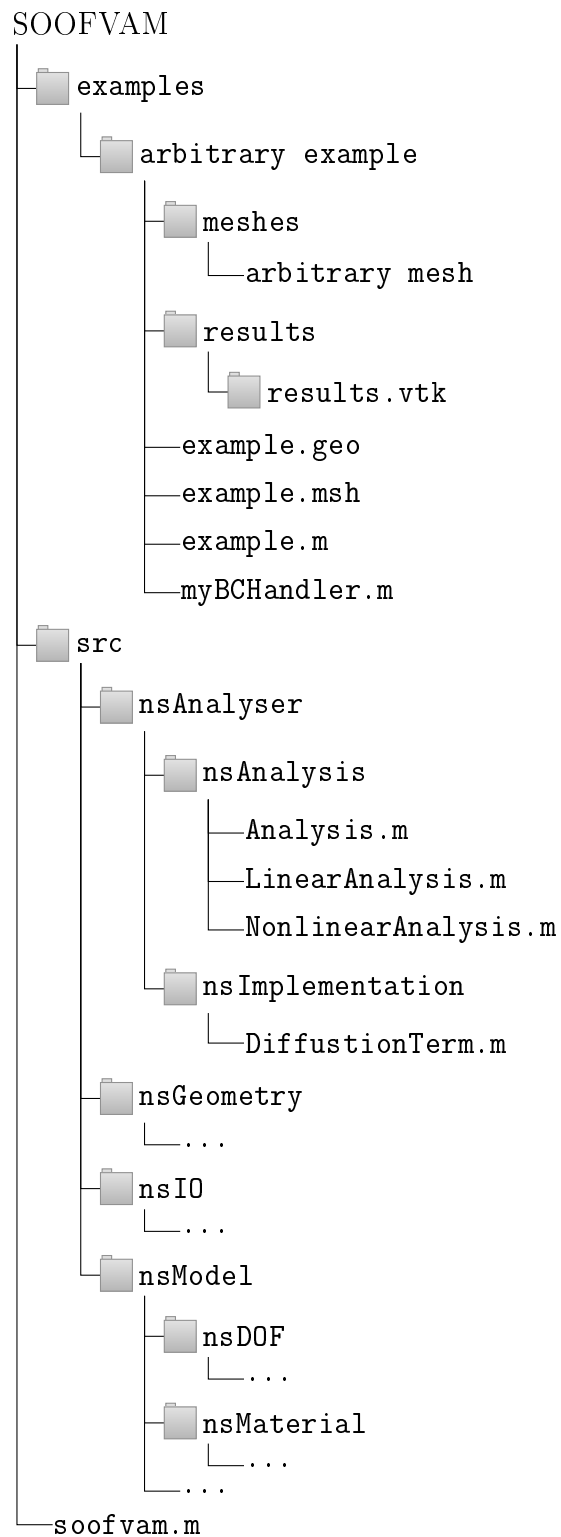 SOOFVAM
examples
arbitrary example
meshes
arbitrary mesh
results
results.vtk
example.geo
example.msh
example.m
myBCHandler.m
src
nsAnalyser
nsAnalysis
Analysis.m
LinearAnalysis.m
NonlinearAnalysis.m
nsImplementation
DiffustionTerm.m
nsGeometry
...
nsIO
...
nsModel
nsDOF
...
nsMaterial
...
...
soofvam.m